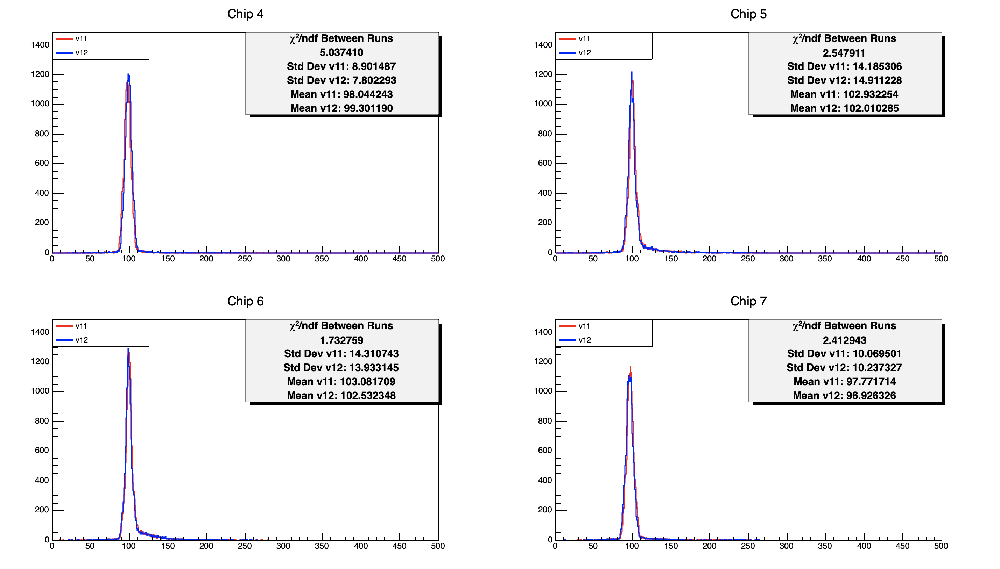 Chip 4
v11
v12
χ²/ndf Between Runs
5.037410
Std Dev v11: 8.901487
Std Dev v12: 7.802293
Mean v11: 98.044243
Mean v12: 99.301190
1400
1200
1000
800
600
400
200
0
0 50 100 150 200 250 300 350 400 450 500
Chip 5
v11
v12
χ²/ndf Between Runs
2.547911
Std Dev v11: 14.185306
Std Dev v12: 14.911228
Mean v11: 102.932254
Mean v12: 102.010285
1400
1200
1000
800
600
400
200
0
0 50 100 150 200 250 300 350 400 450 500
Chip 6
v11
v12
χ²/ndf Between Runs
1.732759
Std Dev v11: 14.310743
Std Dev v12: 13.933145
Mean v11: 103.081709
Mean v12: 102.532348
1400
1200
1000
800
600
400
200
0
0 50 100 150 200 250 300 350 400 450 500
Chip 7
v11
v12
χ²/ndf Between Runs
2.412943
Std Dev v11: 10.069501
Std Dev v12: 10.237327
Mean v11: 97.771714
Mean v12: 96.926326
1400
1200
1000
800
600
400
200
0
0 50 100 150 200 250 300 350 400 450 500